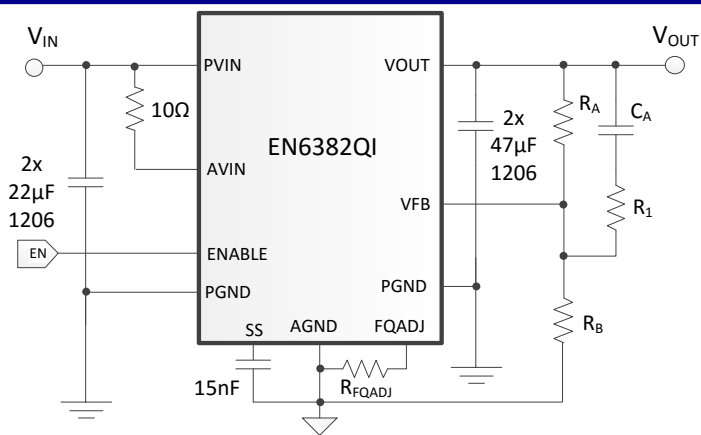 VIN
VOUT
PVIN
VOUT
10Ω
RA
CA
2x
47µF
1206
EN6382QI
AVIN
2x
22µF
1206
VFB
R1
EN
ENABLE
PGND
PGND
SS
AGND
FQADJ
RB
15nF
RFQADJ